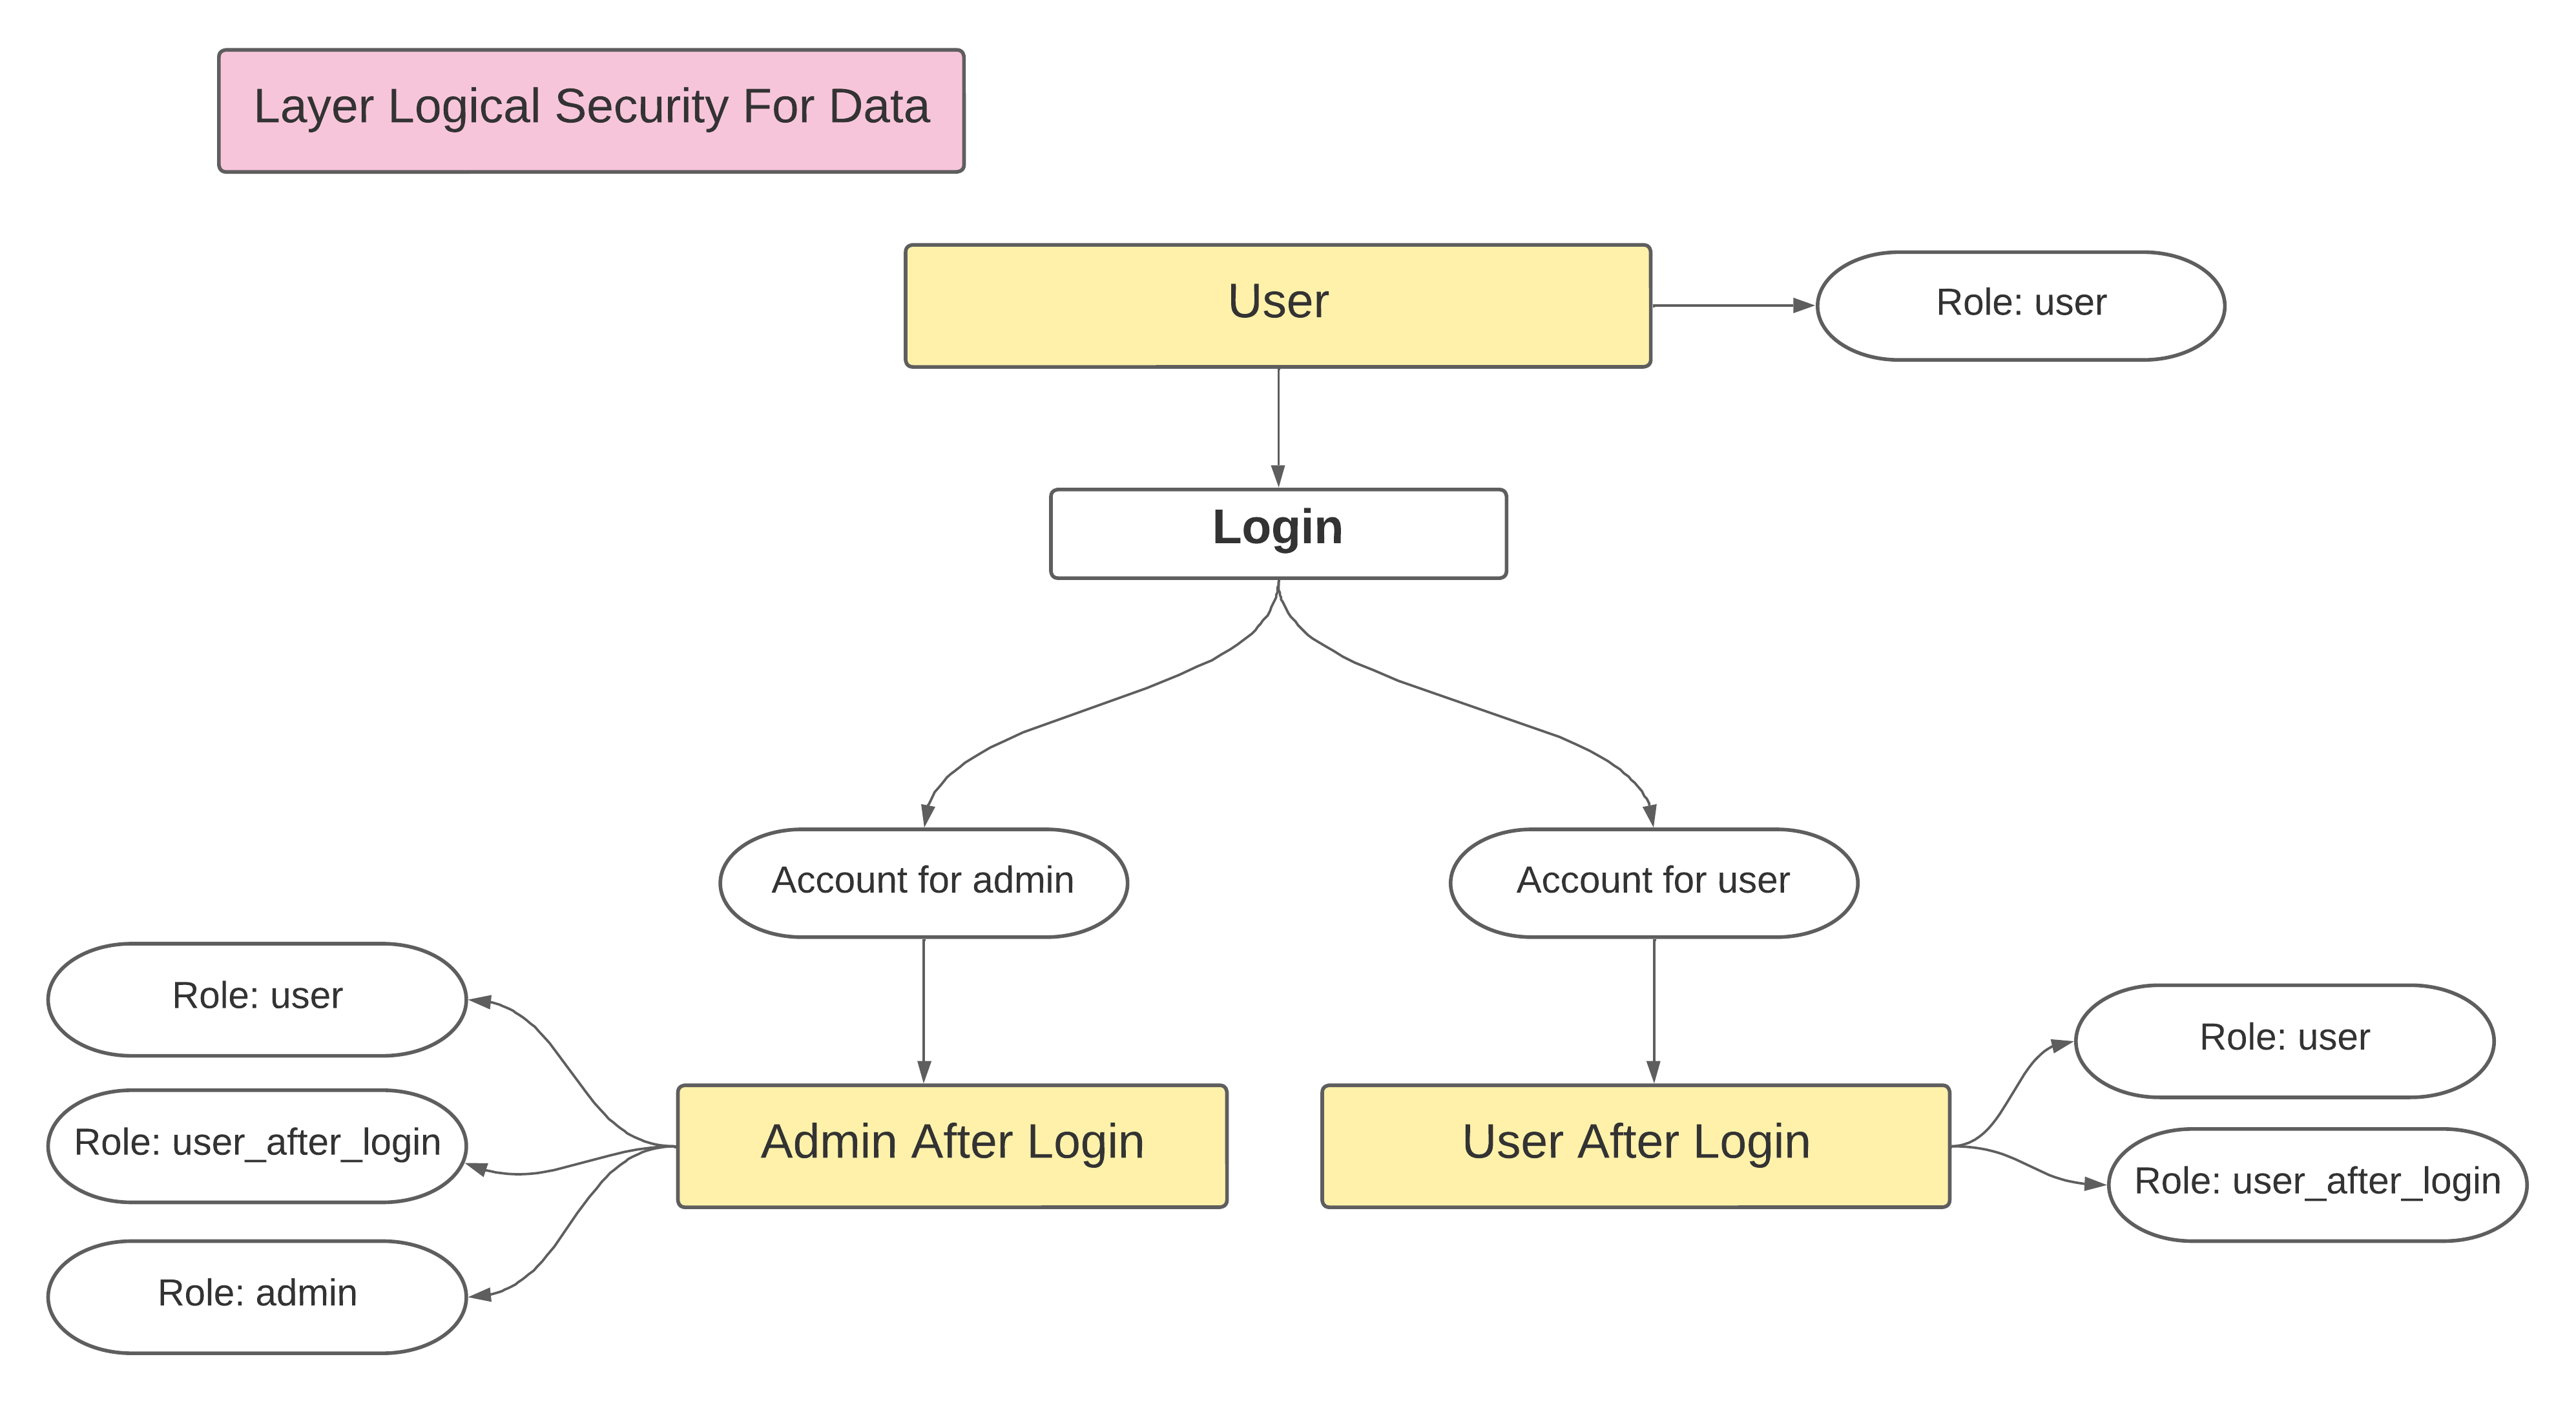 Layer Logical Security For Data
User
Role: user
Login
Account for admin
Account for user
Role: user
Role: user_after_login
Role: admin
Admin After Login
User After Login
Role: user
Role: user_after_login